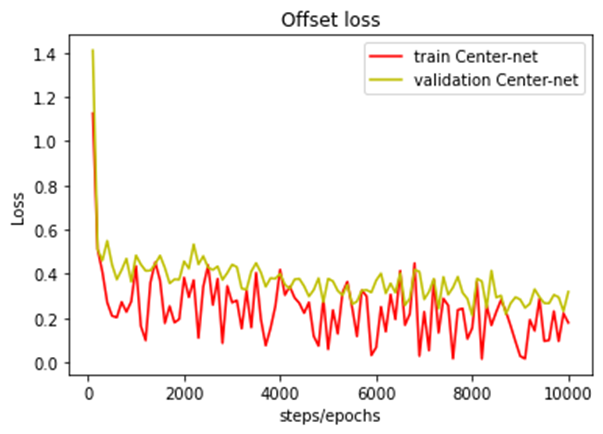 Offset loss
train Center-net
validation Center-net
1.4
1.2
1.0
0.8
0.6
0.4
0.2
0.0
Loss
0 2000 4000 6000 8000 10000
steps/epochs